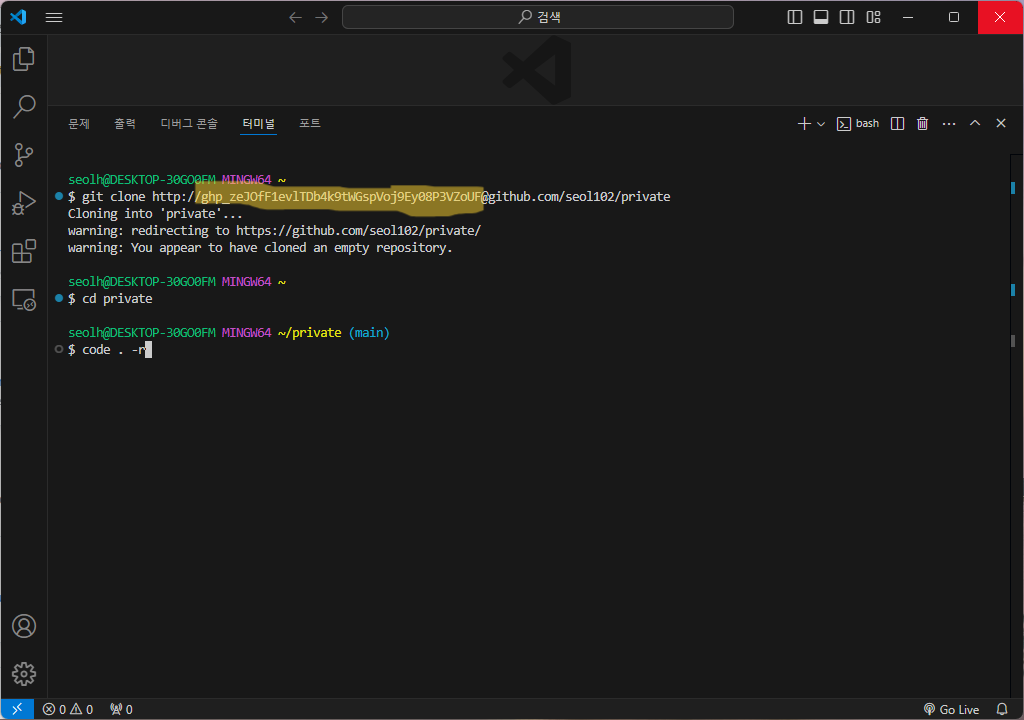 검색
문제 출력 디버그 콘솔 터미널 포트 bash
seolh@DESKTOP-30GO0FM MINGW64 ~
$ git clone http://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@github.com/seol102/private
Cloning into 'private'...
warning: redirecting to https://github.com/seol102/private/
warning: You appear to have cloned an empty repository.
seolh@DESKTOP-30GO0FM MINGW64 ~
$ cd private
seolh@DESKTOP-30GO0FM MINGW64 ~/private (main)
$ code . -r
0 0 0 Go Live